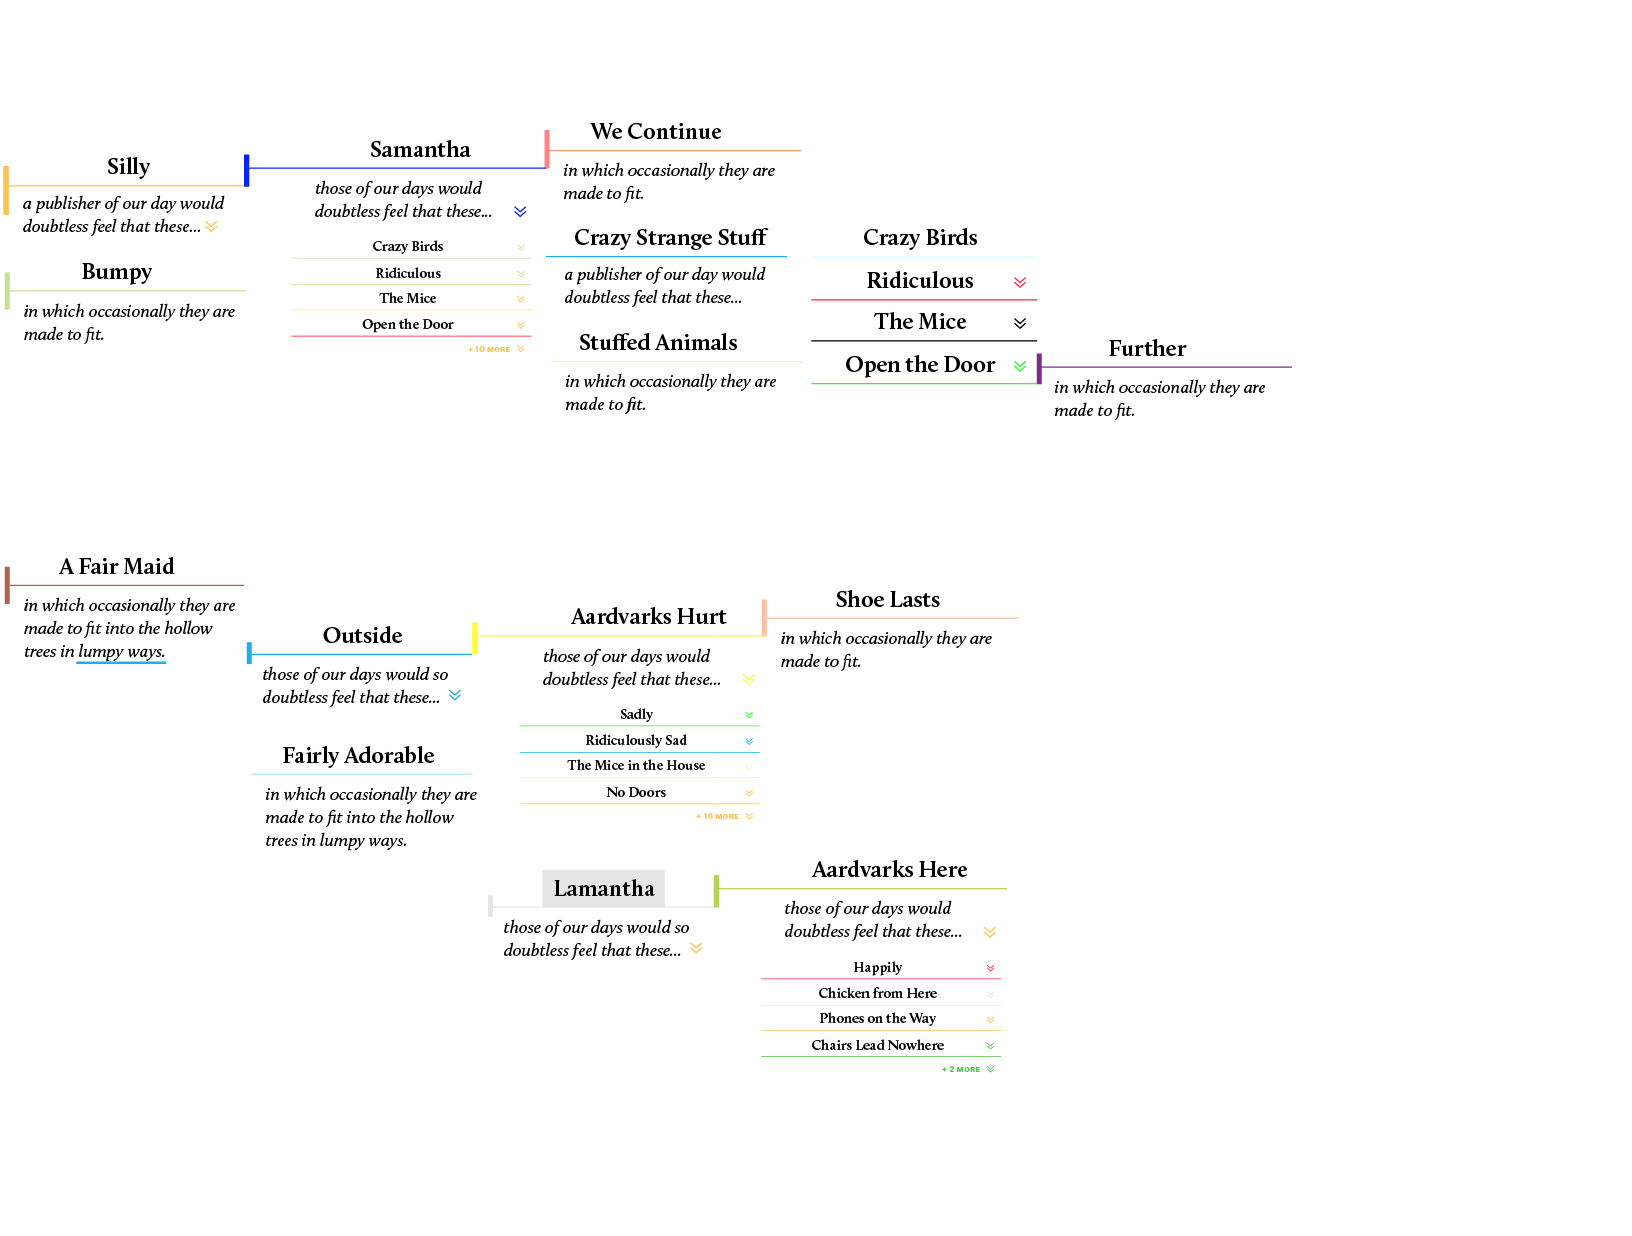 Silly
a publisher of our day would
doubtless feel that these...
Bumpy
in which occasionally they are
made to fit.
Samantha
those of our days would
doubtless feel that these...
Crazy Birds
Ridiculous
The Mice
Open the Door
+ 10 MORE
We Continue
in which occasionally they are
made to fit.
Crazy Strange Stuff
a publisher of our day would
doubtless feel that these...
Stuffed Animals
in which occasionally they are
made to fit.
Crazy Birds
Ridiculous
The Mice
Open the Door
Further
in which occasionally they are
made to fit.
A Fair Maid
in which occasionally they are
made to fit into the hollow
trees in lumpy ways.
Outside
those of our days would so
doubtless feel that these...
Fairly Adorable
in which occasionally they are
made to fit into the hollow
trees in lumpy ways.
Aardvarks Hurt
those of our days would
doubtless feel that these...
Sadly
Ridiculously Sad
The Mice in the House
No Doors
+ 10 MORE
Shoe Lasts
in which occasionally they are
made to fit.
Lamantha
those of our days would so
doubtless feel that these...
Aardvarks Here
those of our days would
doubtless feel that these...
Happily
Chicken from Here
Phones on the Way
Chairs Lead Nowhere
+ 2 MORE